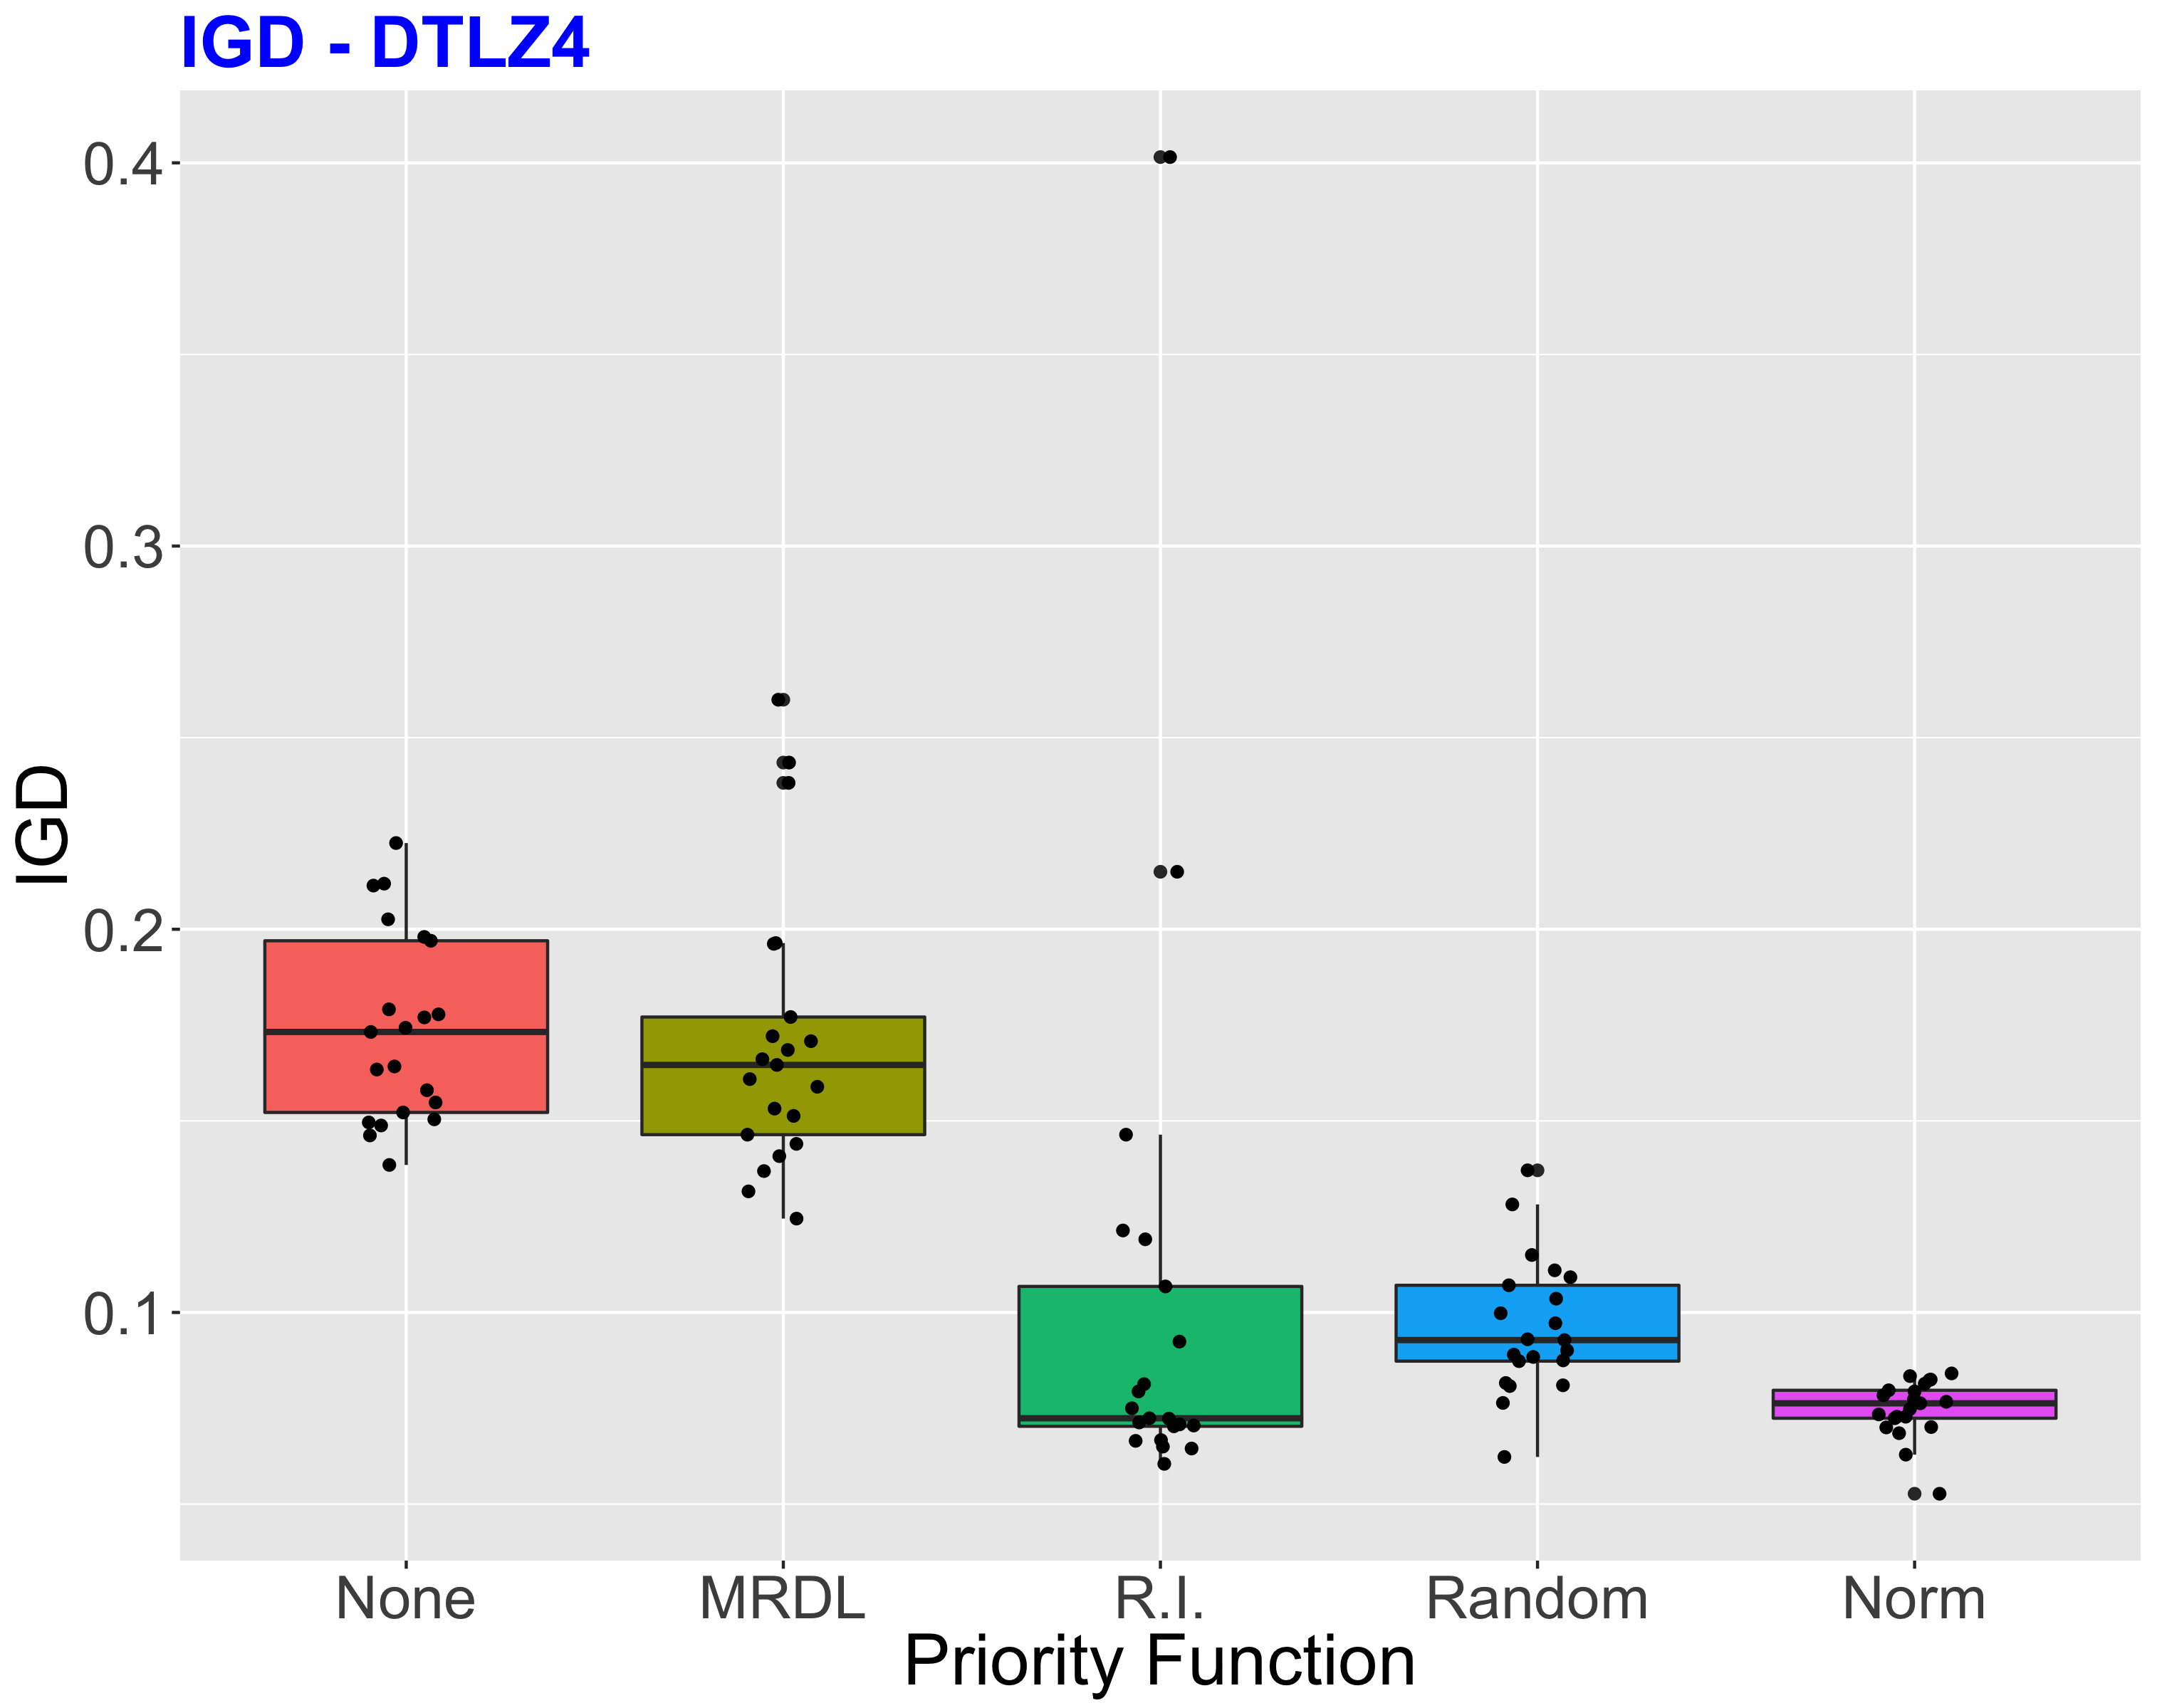 IGD - DTLZ4
IGD
0.4
0.3
0.2
0.1
None MRDL R.I. Random Norm
Priority Function